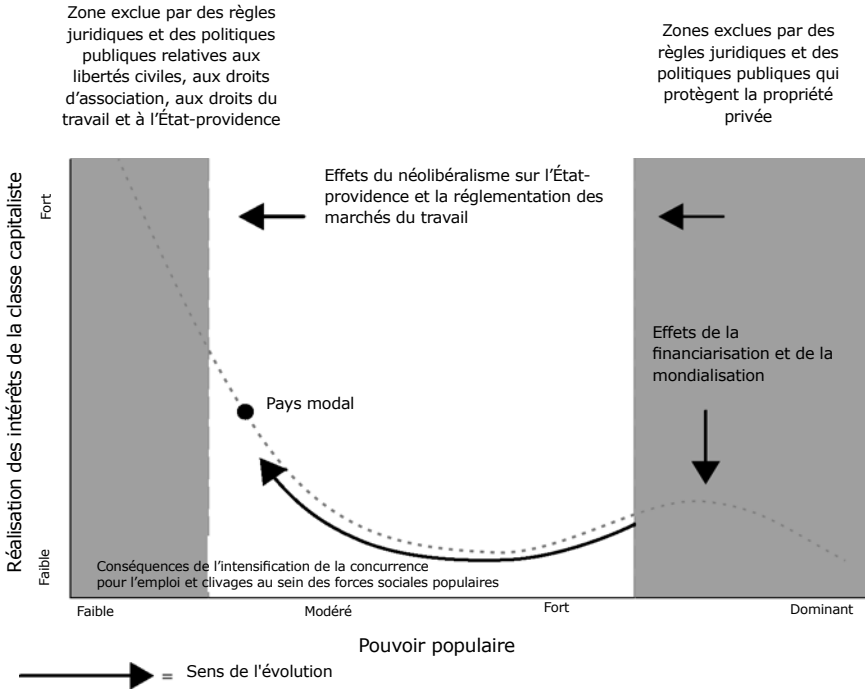 Zone exclue par des règles
juridiques et des politiques
publiques relatives aux
libertés civiles, aux droits
d’association, aux droits du
travail et à l’État-providence
Zones exclues par des
règles juridiques et des
politiques publiques qui
protègent la propriété
privée
Réalisation des intérêts de la classe capitaliste
Fort
Faible
Effets du néolibéralisme sur l’État-
providence et la réglementation des
marchés du travail
Effets de la
financiarisation et de la
mondialisation
Pays modal
Conséquences de l’intensification de la concurrence
pour l’emploi et clivages au sein des forces sociales populaires
Faible
Modéré
Fort
Dominant
Pouvoir populaire
= Sens de l'évolution